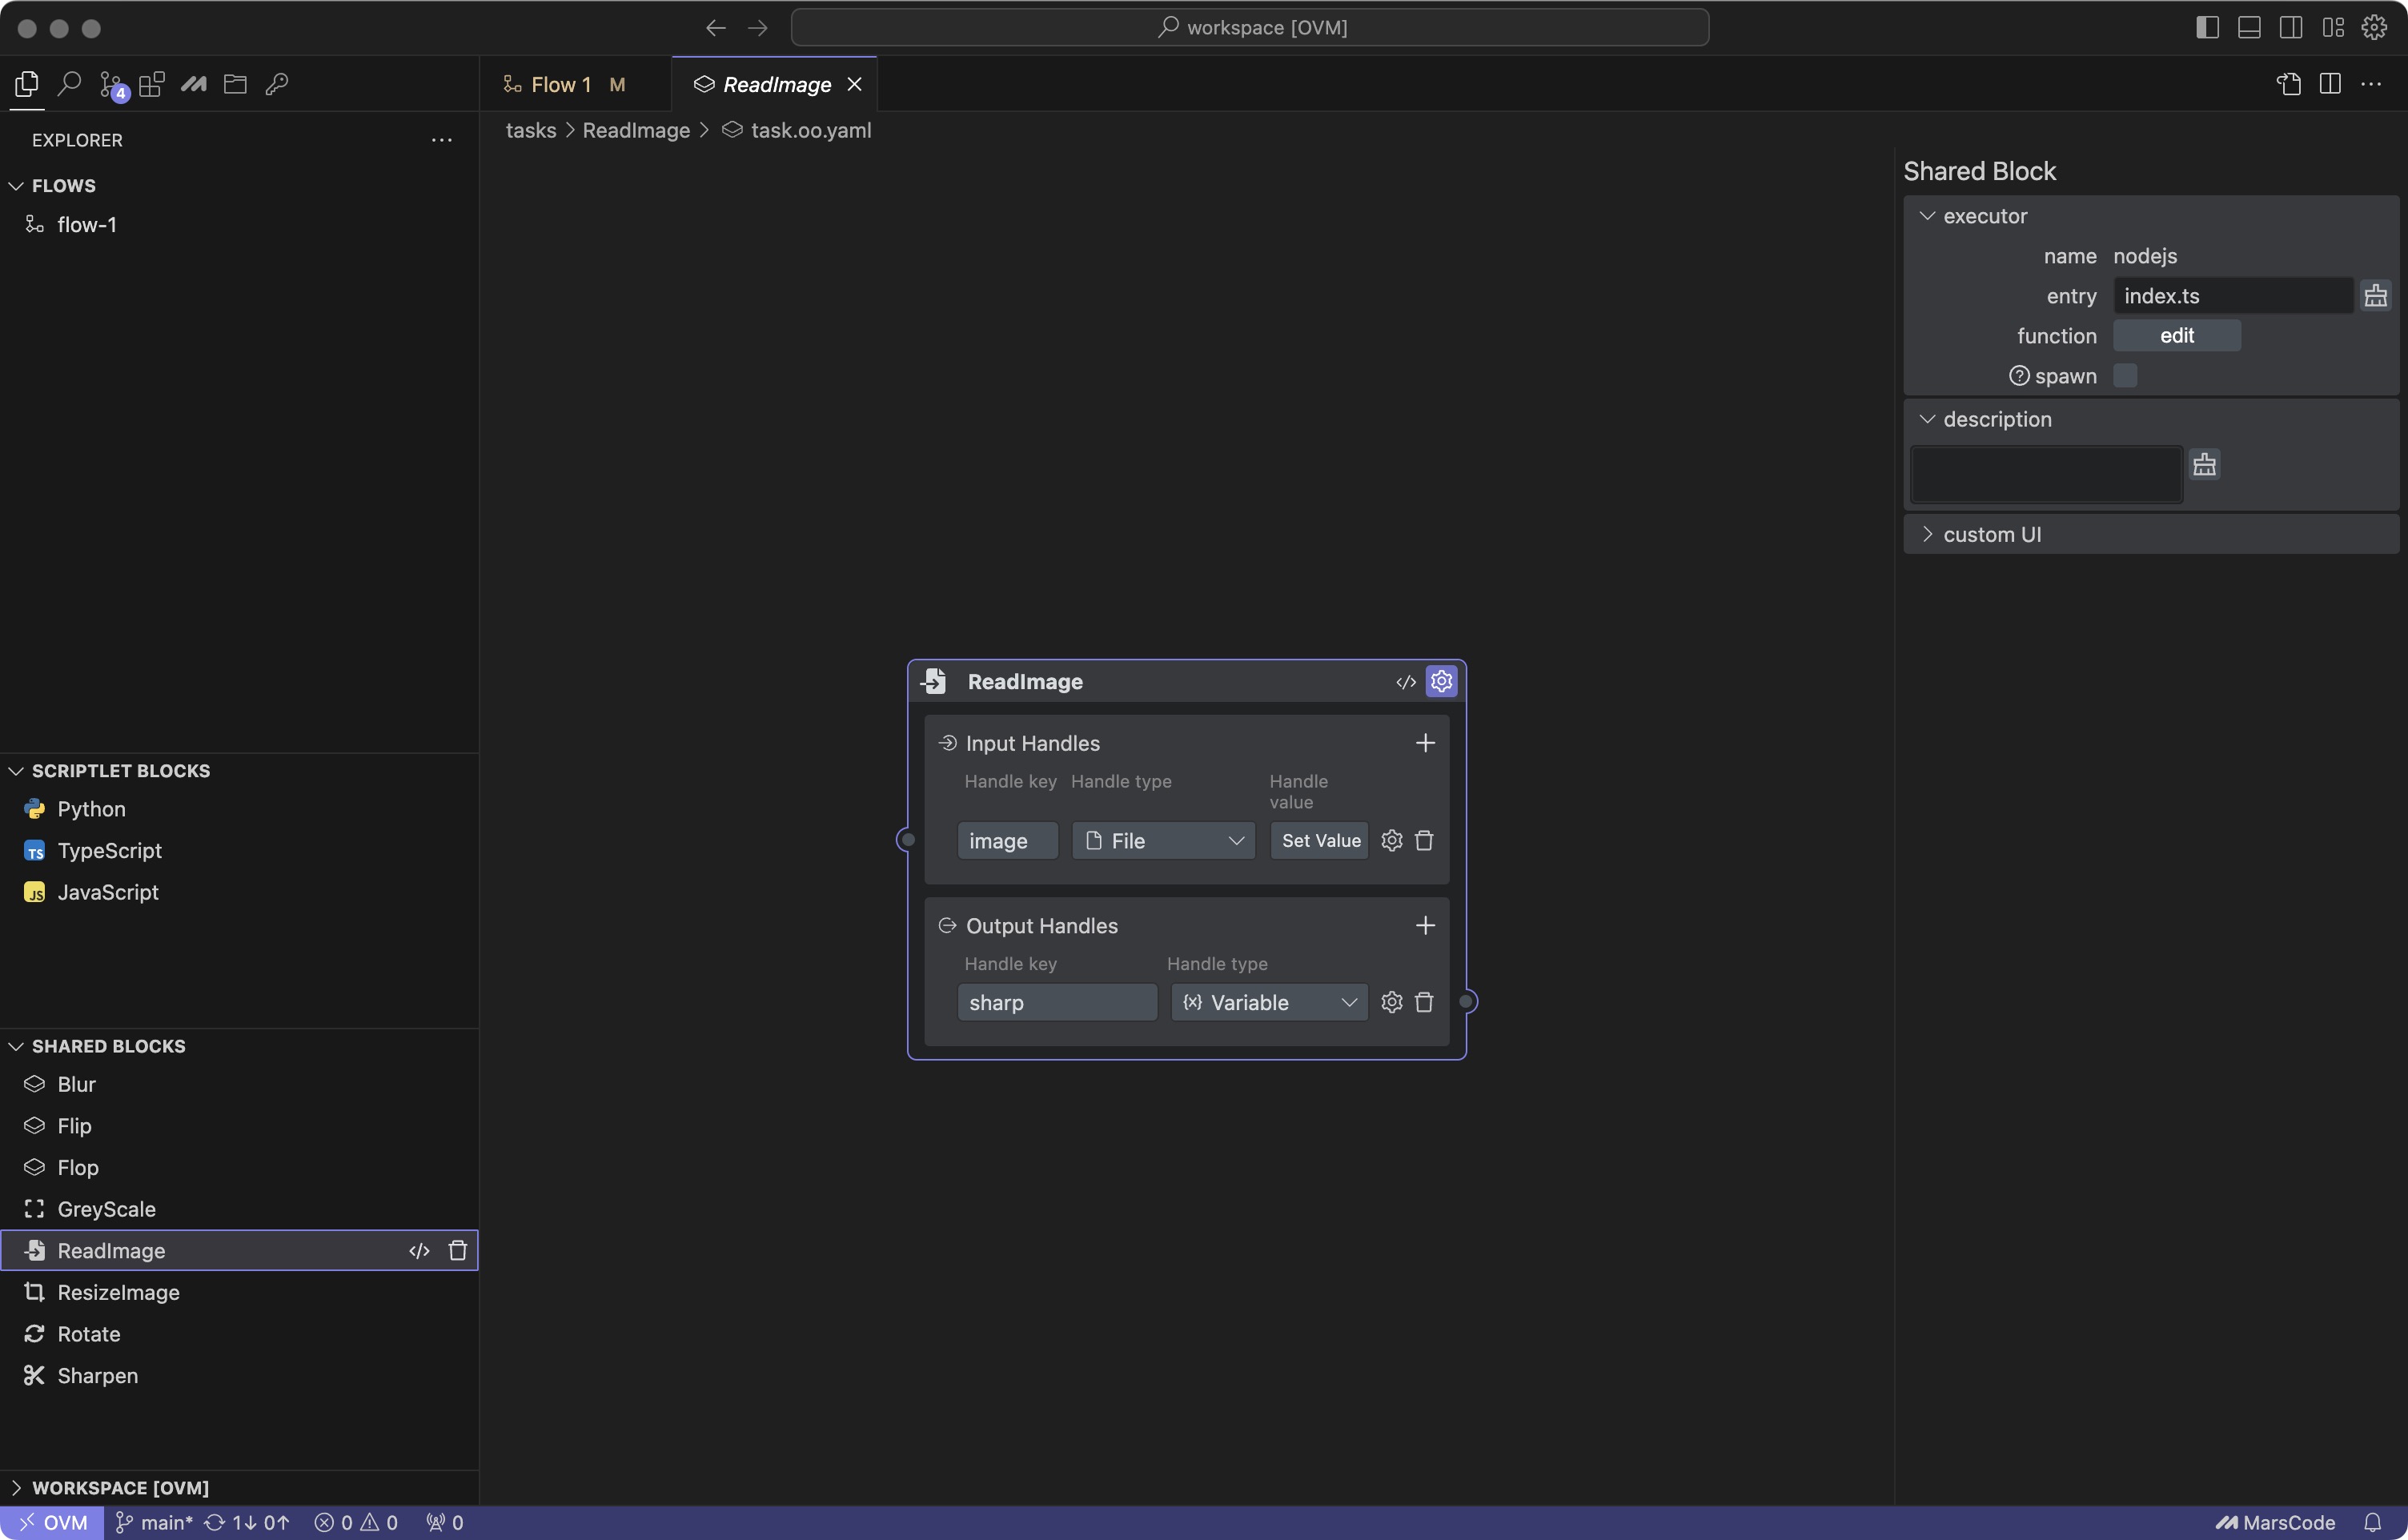 workspace [OVM]
4
Flow 1 M
ReadImage
EXPLORER
tasks > ReadImage > task.oo.yaml
FLOWS
flow-1
SCRIPTLET BLOCKS
Python
TS TypeScript
JS JavaScript
SHARED BLOCKS
Blur
Flip
Flop
GreyScale
ReadImage </>
ResizeImage
Rotate
Sharpen
WORKSPACE [OVM]
ReadImage </>
Input Handles
Handle key Handle type Handle value
image File Set Value
Output Handles
Handle key Handle type
sharp {x} Variable
Shared Block
executor
name nodejs
entry index.ts
function edit
? spawn
description
custom UI
OVM main* 1↓ 0↑ 0 0 0
MarsCode